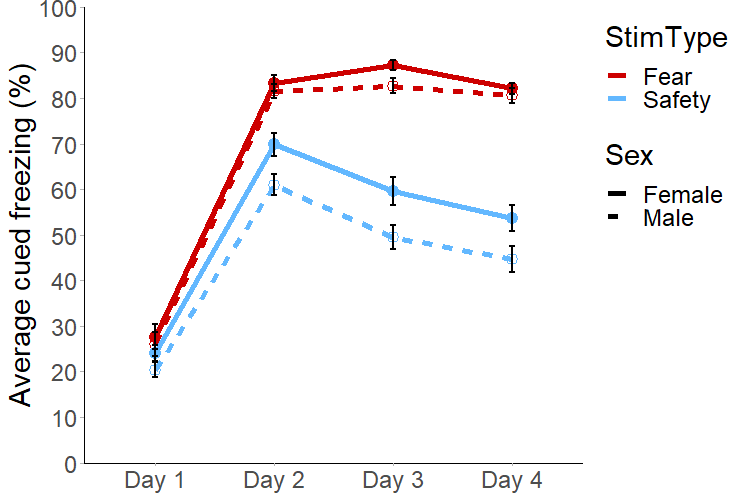 Average cued freezing (%)
100
90
80
70
60
50
40
30
20
10
0
Day 1 Day 2 Day 3 Day 4
StimType
Fear
Safety
Sex
Female
Male